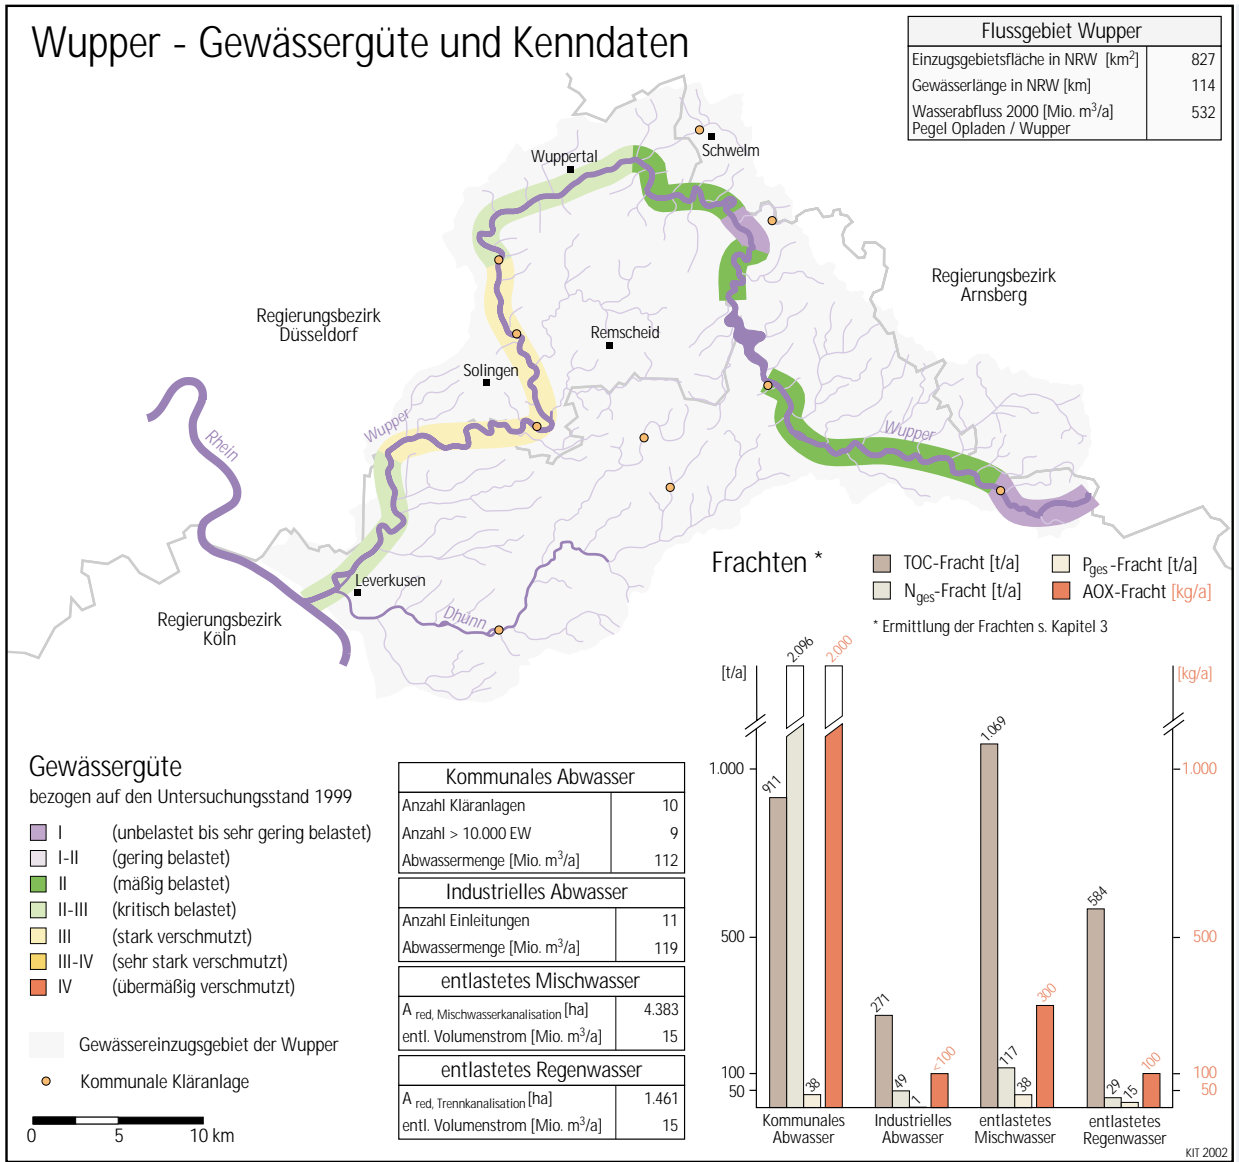 Wupper - Gewässergüte und Kenndaten
Flussgebiet Wupper
Einzugsgebietsfläche in NRW [km²] 827
Gewässerlänge in NRW [km] 114
Wasserabfluss 2000 [Mio. m³/a] 532
Pegel Opladen / Wupper
Schwelm
Wuppertal
Regierungsbezirk
Arnsberg
Regierungsbezirk
Düsseldorf
Remscheid
Solingen
Wupper
Wupper
Rhein
Leverkusen
Dhünn
Regierungsbezirk
Köln
Frachten *
TOC-Fracht [t/a]
Pges-Fracht [t/a]
Nges-Fracht [t/a]
AOX-Fracht [kg/a]
* Ermittlung der Frachten s. Kapitel 3
[t/a]
[kg/a]
1.000
500
100
50
1.000
500
100
50
911
2.096
38
2.000
271
49
1
<100
1.069
117
38
300
584
29
15
100
Kommunales
Abwasser
Industrielles
Abwasser
entlastetes
Mischwasser
entlastetes
Regenwasser
Gewässergüte
bezogen auf den Untersuchungsstand 1999
I (unbelastet bis sehr gering belastet)
I-II (gering belastet)
II (mäßig belastet)
II-III (kritisch belastet)
III (stark verschmutzt)
III-IV (sehr stark verschmutzt)
IV (übermäßig verschmutzt)
Gewässereinzugsgebiet der Wupper
Kommunale Kläranlage
0 5 10 km
Kommunales Abwasser
Anzahl Kläranlagen 10
Anzahl > 10.000 EW 9
Abwassermenge [Mio. m³/a] 112
Industrielles Abwasser
Anzahl Einleitungen 11
Abwassermenge [Mio. m³/a] 119
entlastetes Mischwasser
A red, Mischwasserkanalisation [ha] 4.383
entl. Volumenstrom [Mio. m³/a] 15
entlastetes Regenwasser
A red, Trennkanalisation [ha] 1.461
entl. Volumenstrom [Mio. m³/a] 15
KIT 2002